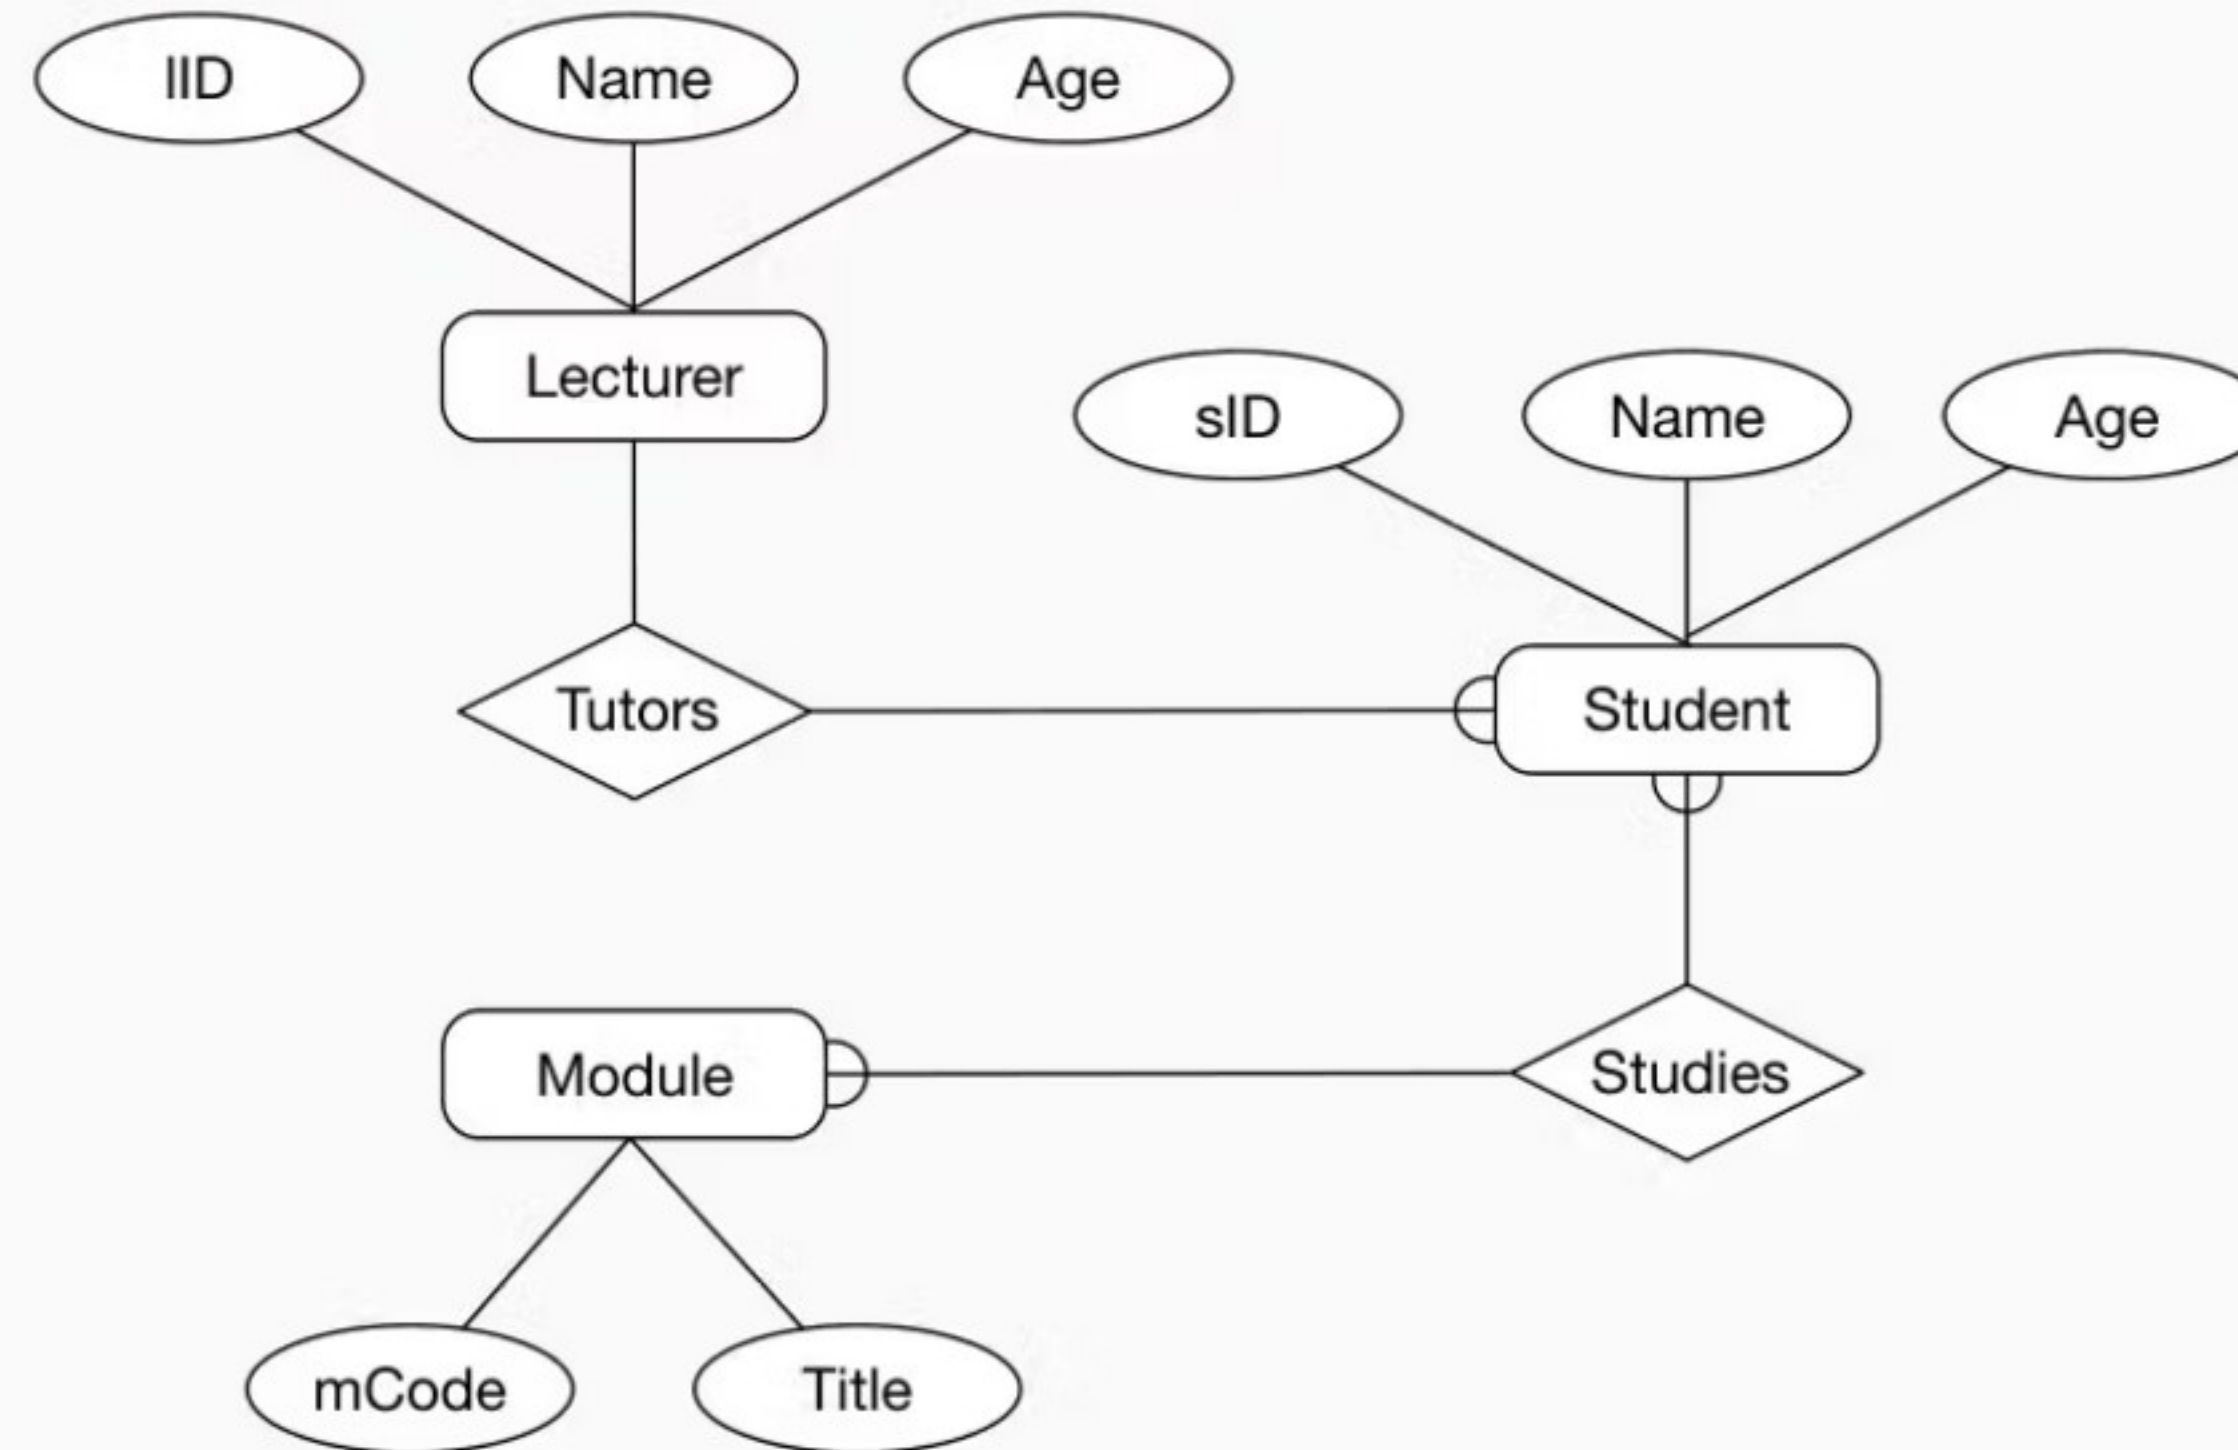 lID
Name
Age
Lecturer
sID
Name
Age
Tutors
Student
Module
Studies
mCode
Title